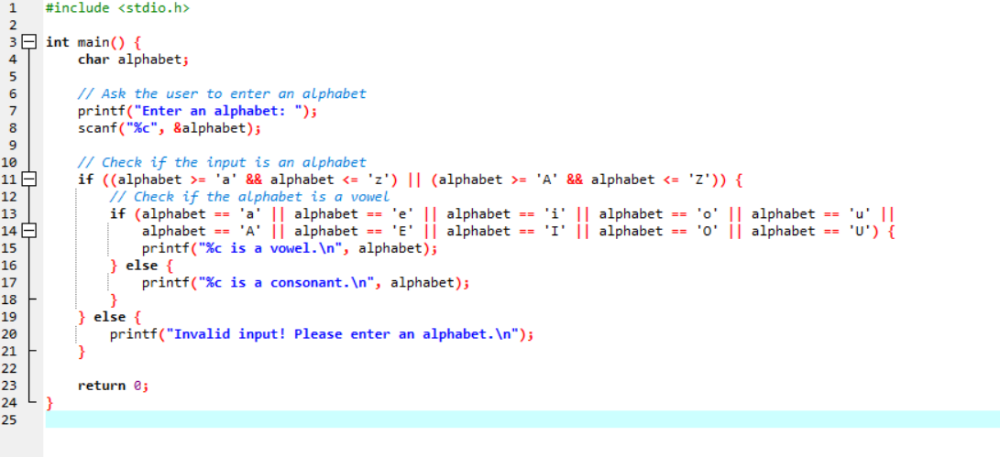 1 #include <stdio.h>
2
3 int main() {
4     char alphabet;
5
6     // Ask the user to enter an alphabet
7     printf("Enter an alphabet: ");
8     scanf("%c", &alphabet);
9
10     // Check if the input is an alphabet
11     if ((alphabet >= 'a' && alphabet <= 'z') || (alphabet >= 'A' && alphabet <= 'Z')) {
12         // Check if the alphabet is a vowel
13         if (alphabet == 'a' || alphabet == 'e' || alphabet == 'i' || alphabet == 'o' || alphabet == 'u' ||
14             alphabet == 'A' || alphabet == 'E' || alphabet == 'I' || alphabet == 'O' || alphabet == 'U') {
15             printf("%c is a vowel.\n", alphabet);
16         } else {
17             printf("%c is a consonant.\n", alphabet);
18         }
19     } else {
20         printf("Invalid input! Please enter an alphabet.\n");
21     }
22
23     return 0;
24 }
25